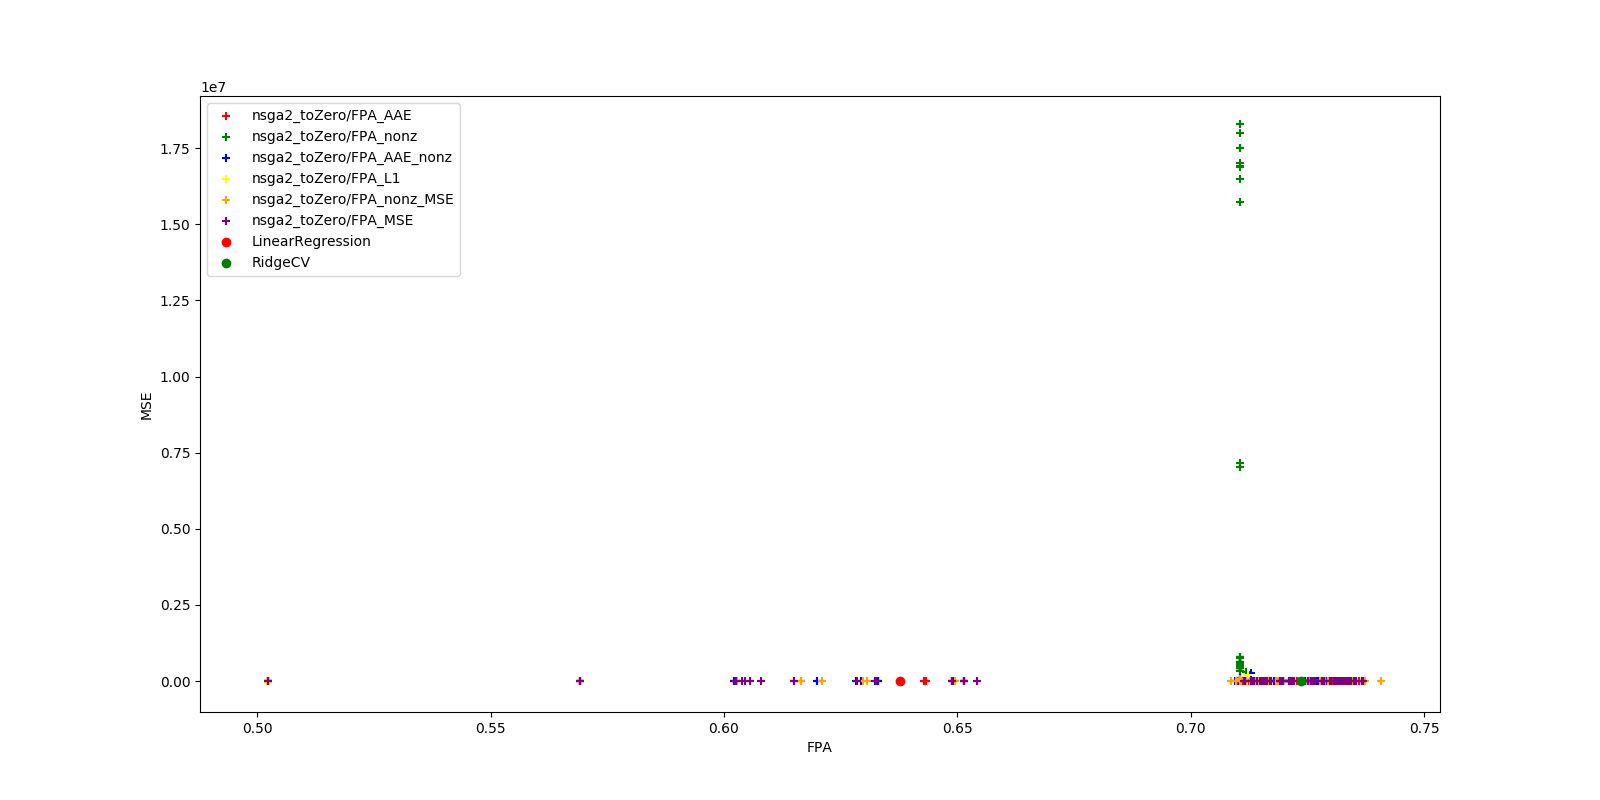 1e7
nsga2_toZero/FPA_AAE
nsga2_toZero/FPA_nonz
nsga2_toZero/FPA_AAE_nonz
nsga2_toZero/FPA_L1
nsga2_toZero/FPA_nonz_MSE
nsga2_toZero/FPA_MSE
LinearRegression
RidgeCV
1.75
1.50
1.25
1.00
0.75
0.50
0.25
0.00
MSE
0.50 0.55 0.60 0.65 0.70 0.75
FPA